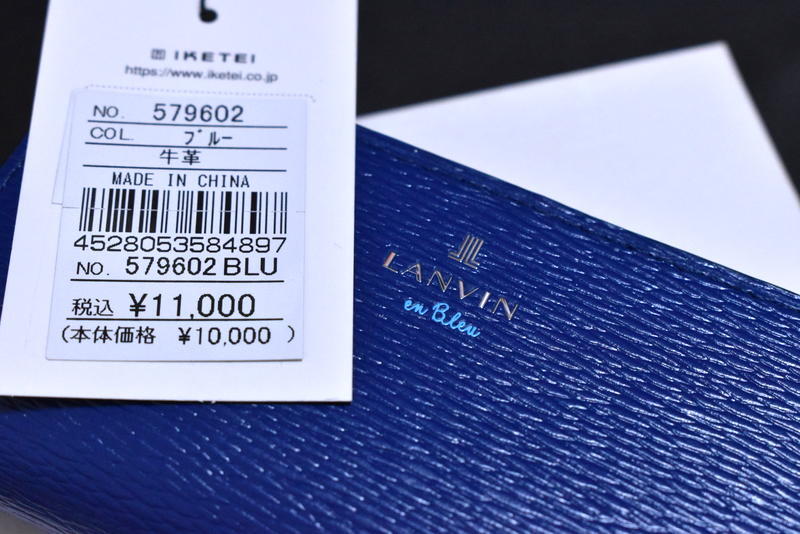 IKETEI
https://www.iketei.co.jp
NO. 579602
COL. ブルー
牛革
MADE IN CHINA
4528053584897
NO. 579602 BLU
税込 ¥11,000
(本体価格 ¥10,000 )
LANVIN
en Bleu